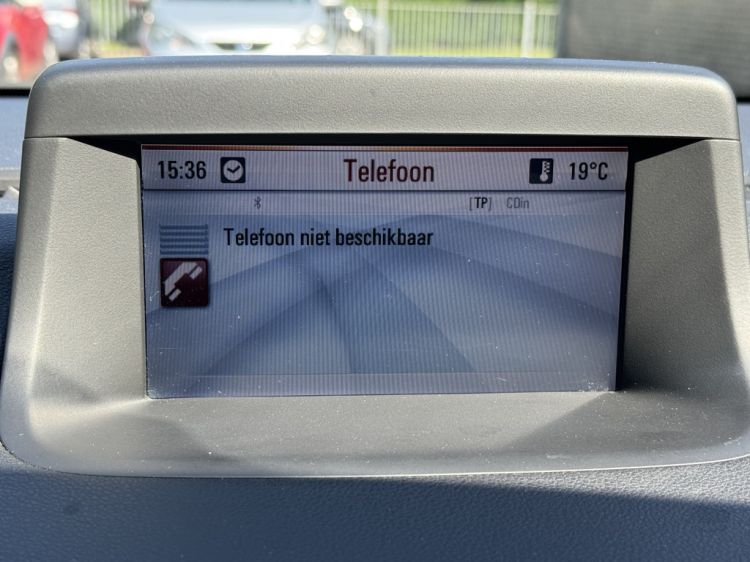 15:36 Telefoon 19°C
[TP] CDin
Telefoon niet beschikbaar